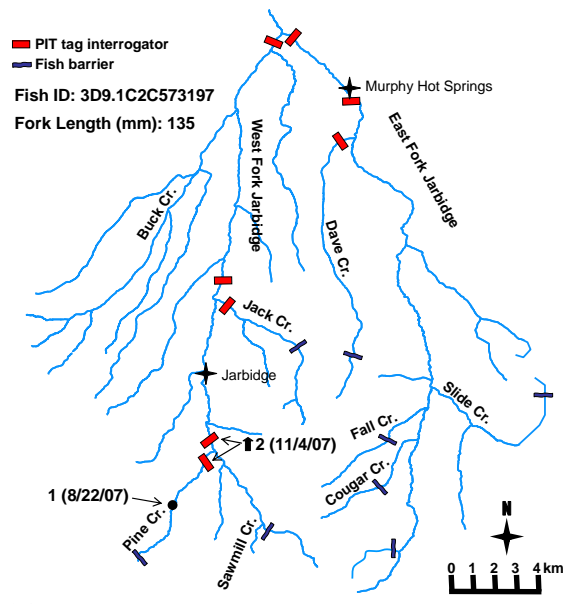 PIT tag interrogator
Fish barrier
Fish ID: 3D9.1C2C573197
Fork Length (mm): 135
Murphy Hot Springs
West Fork Jarbidge
East Fork Jarbidge
Buck Cr.
Dave Cr.
Jack Cr.
Jarbidge
Slide Cr.
Fall Cr.
2 (11/4/07)
Cougar Cr.
1 (8/22/07)
Pine Cr.
Sawmill Cr.
N
0 1 2 3 4 km